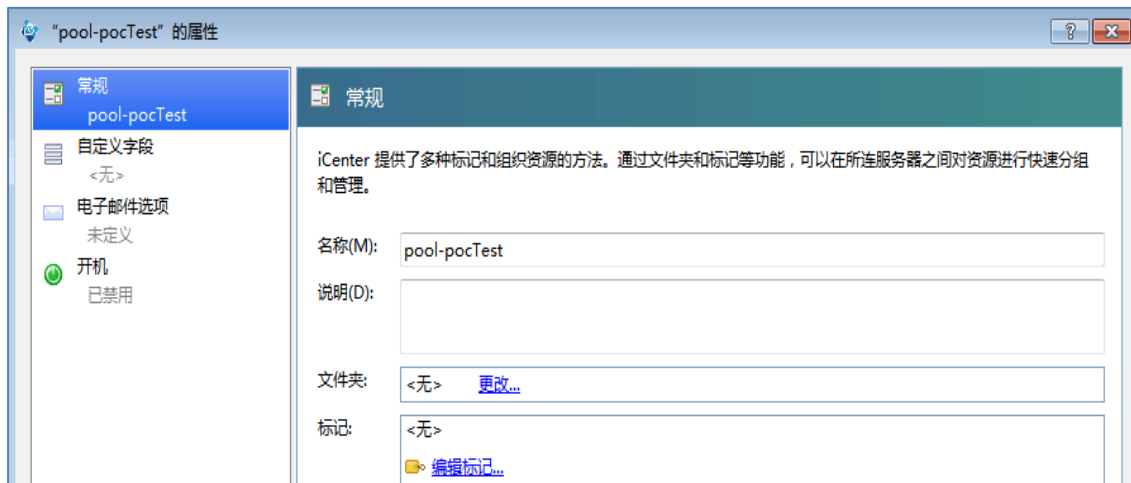 “pool-pocTest”的属性
常规
pool-pocTest
自定义字段
<无>
电子邮件选项
未定义
开机
已禁用
常规
iCenter 提供了多种标记和组织资源的方法。通过文件夹和标记等功能，可以在所连服务器之间对资源进行快速分组
和管理。
名称(M): pool-pocTest
说明(D):
文件夹: <无> 更改...
标记: <无>
编辑标记...